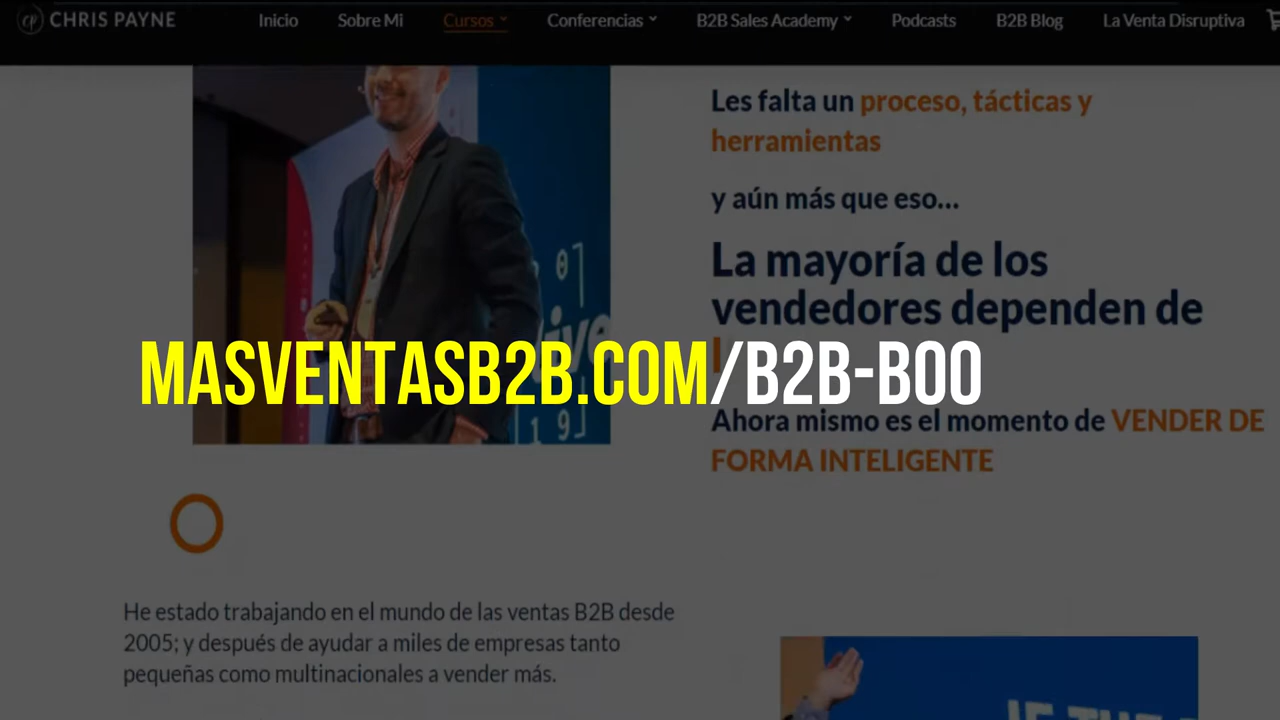 CHRIS PAYNE
Inicio
Sobre Mi
Cursos
Conferencias
B2B Sales Academy
Podcasts
B2B Blog
La Venta Disruptiva
Les falta un proceso, tácticas y
herramientas
y aún más que eso...
La mayoría de los
vendedores dependen de
MASVENTASB2B.COM/B2B-BOO
Ahora mismo es el momento de VENDER DE
FORMA INTELIGENTE
He estado trabajando en el mundo de las ventas B2B desde
2005; y después de ayudar a miles de empresas tanto
pequeñas como multinacionales a vender más.